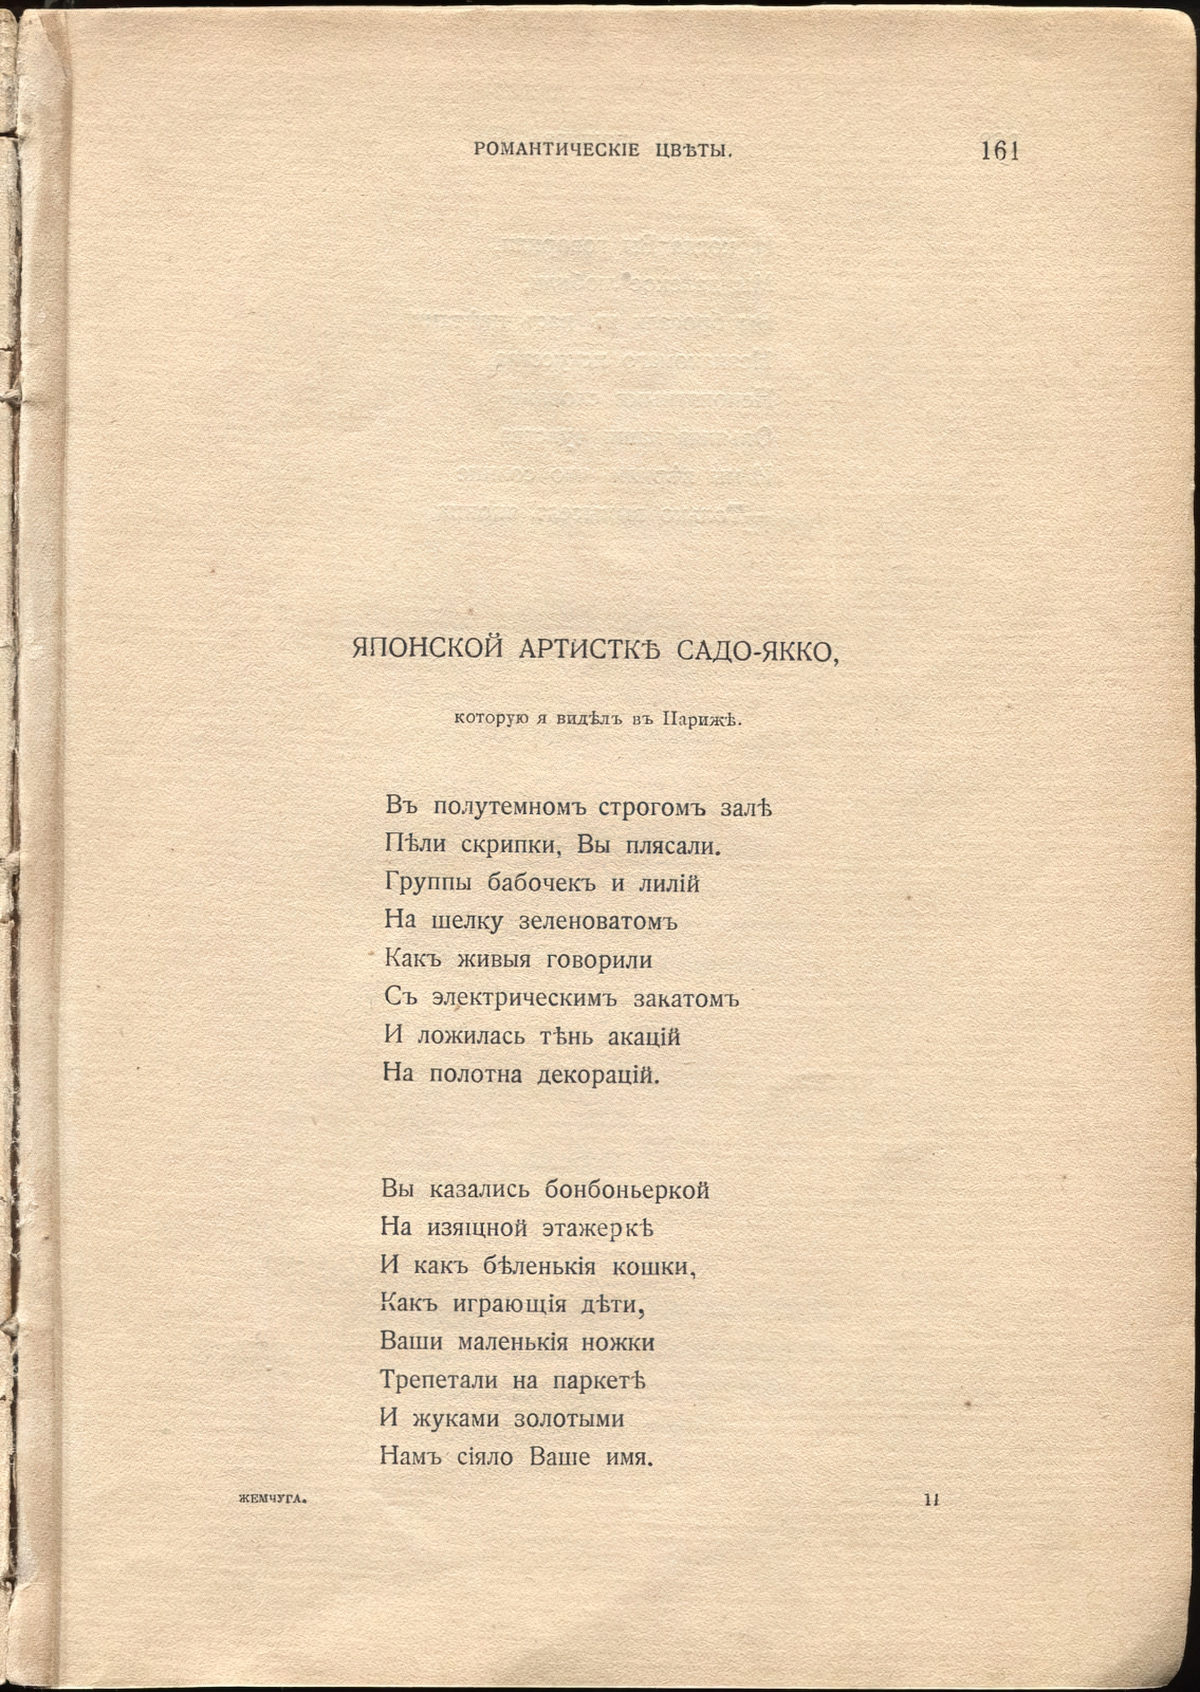 РОМАНТИЧЕСКІЕ ЦВѢТЫ. 161
ЯПОНСКОЙ АРТИСТКѢ САДО-ЯККО,
которую я видѣлъ въ Парижѣ.
Въ полутемномъ строгомъ залѣ
Пѣли скрипки, Вы плясали.
Группы бабочекъ и лилій
На шелку зеленоватомъ
Какъ живыя говорили
Съ электрическимъ закатомъ
И ложилась тѣнь акацій
На полотна декорацій.
Вы казались бонбоньеркой
На изящной этажеркѣ
И какъ бѣленькія кошки,
Какъ играющія дѣти,
Ваши маленькія ножки
Трепетали на паркетѣ
И жуками золотыми
Намъ сіяло Ваше имя.
ЖЕМЧУГА. 11